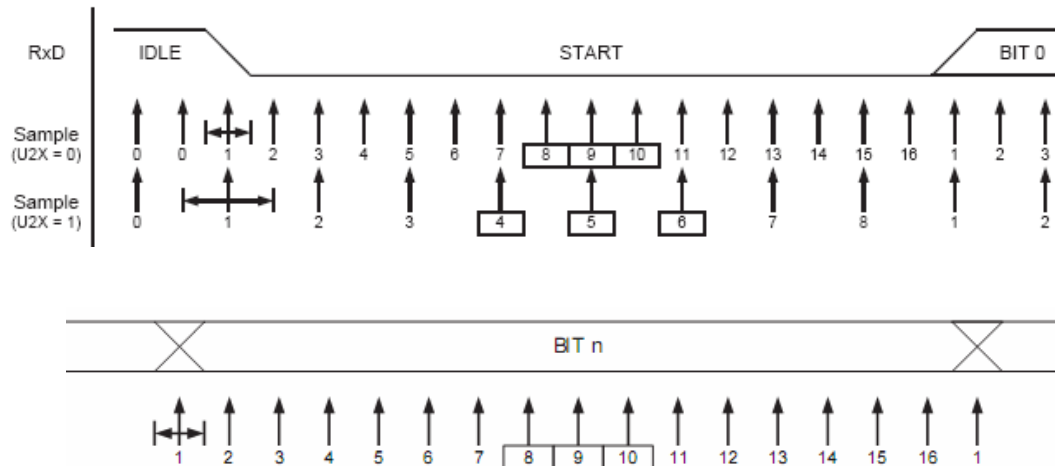 RxD IDLE START BIT 0
Sample
(U2X = 0)
0 0 1 2 3 4 5 6 7 8 9 10 11 12 13 14 15 16 1 2 3
Sample
(U2X = 1)
0 1 2 3 4 5 6 7 8 1 2
BIT n
1 2 3 4 5 6 7 8 9 10 11 12 13 14 15 16 1